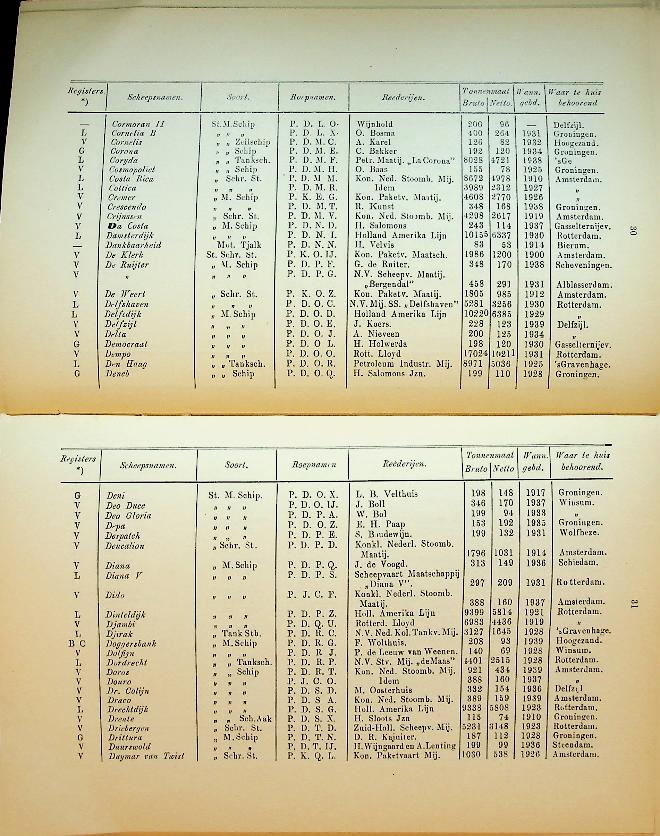 Registers *) Scheepsnamen. Soort. Roepnamen. Reederijen. Tonnenmaat Bruto Netto. Wann. gebd. Waar te huis behoorend
— Cormoran II St. M. Schip P. D. L. O. Wijnhold 200 96 — Delfzijl.
L Cornelia B „ „ „ P. D. L. X. O. Bosma 400 264 1931 Groningen.
V Cornelis „ „ Zeilschip P. D. M. C. A. Karel 126 82 1932 Hoogezand.
V Corona „ „ Schip P. D. M. E. C. Bakker 192 120 1934 Groningen.
L Coryda „ „ Tanksch. P. D. M. F. Petr. Maatij. „La Corona" 8028 4721 1938 'sGe
V Cosmopoliet „ „ Schip P. D. M. H. O. Baas 155 78 1925 Groningen.
L Costa Rica „ Schr. St. P. D. M. M. Kon. Ned. Stoomb. Mij. 8672 4978 1910 Amsterdam.
L Cottica „ „ „ P. D. M. R. Idem 3989 2312 1927 „
V Cremer „ M. Schip P. K. E. G. Kon. Paketv. Maatij. 4608 2770 1926 „
V Crescendo „ „ „ P. D. M. T. R. Kunst 348 168 1938 Groningen.
V Crijnssen „ Schr. St. P. D. M. V. Kon. Ned. Stoomb. Mij. 4298 2617 1919 Amsterdam.
V Da Costa „ M. Schip P. D. N. D. H. Salomons 243 114 1937 Gasselternijev.
L Damsterdijk „ „ „ P. D. N. I. Holland Amerika Lijn 10155 6337 1930 Rotterdam.
— Dankbaarheid Mot. Tjalk P. D. N. N. H. Velvis 83 53 1914 Bierum.
V De Klerk St. Schr. St. P. K. O. IJ. Kon. Paketv. Maatsch. 1986 1200 1900 Amsterdam.
V De Ruijter „ M. Schip P. D. P. F. G. de Ruiter. 348 170 1938 Scheveningen.
V „ „ „ „ P. D. P. G. N.V. Scheepv. Maatij.
„Bergendal" 458 291 1931 Alblasserdam.
V De Weert „ Schr. St. P. K. O. Z. Kon. Paketv. Maatij. 1805 985 1912 Amsterdam.
L Delfshaven „ „ „ P. D. O. C. N.V. Mij. SS. „Delfshaven" 5281 3256 1930 Rotterdam.
L Delftdijk „ M. Schip P. D. O. D. Holland Amerika Lijn 10220 6385 1929 „
V Delfzijl „ „ „ P. D. O. E. J. Koers. 228 123 1939 Delfzijl.
V Delta „ „ „ P. D. O. J. A. Nieveen 200 125 1934 „
G Democraat „ „ „ P. D. O. L. H. Holwerda 198 120 1930 Gasselternijev.
V Dempo „ „ „ P. D. O. O. Rott. Lloyd 17024 10211 1931 Rotterdam.
L Den Haag „ „ Tanksch. P. D. O. R. Petroleum Industr. Mij. 8971 5036 1925 'sGravenhage.
G Deneb „ „ Schip P. D. O. Q. H. Salomons Jzn. 199 110 1928 Groningen.
30
Registers *) Scheepsnamen. Soort. Roepnamen Reederijen. Tonnenmaat Bruto Netto Wann. gebd. Waar te huis behoorend.
G Deni St. M. Schip. P. D. O. X. L. B. Velthuis 198 148 1917 Groningen.
V Deo Duce „ „ „ P. D. O. IJ. J. Boll 346 170 1937 Winsum.
V Deo Gloria „ „ „ P. D. P. A. W. Bol 199 94 1933 „
V D-pa „ „ „ P. D. O. Z. E. H. Paap 153 192 1935 Groningen.
V Despatch „ „ „ P. D. P. E. S. Boudewijn. 199 132 1931 Wolfheze.
V Deucalion „ Schr. St. P. D. P. D. Konkl. Nederl. Stoomb.
Maatij. 1796 1031 1914 Amsterdam.
V Diana „ M. Schip P. D. P. Q. J. de Voogd. 313 149 1936 Schiedam.
L Diana V „ „ „ P. D. P. S. Scheepvaart Maatschappij
„Diana V". 297 209 1931 Rotterdam.
V Dido „ „ „ P. J. C. F. Konkl. Nederl. Stoomb.
Maatij. 388 160 1937 Amsterdam.
L Dinteldijk „ „ „ P. D. P. Z. Holl. Amerika Lijn 9399 5814 1921 Rotterdam.
V Djambi „ „ „ P. D. Q. U. Rotterd. Lloyd 6983 4436 1919 „
L Djirak „ Tank Stb. P. D. R. C. N.V. Ned. Kol. Tankv. Mij. 3127 1645 1928 'sGravenhage.
B C Doggersbank „ M. Schip P. D. R. G. F. Wolthuis. 208 93 1939 Hoogezand.
V Dolfijn „ „ „ P. D. R. J. P. de Leeuw van Weenen. 140 69 1928 Winsum.
L Dordrecht „ „ Tanksch. P. D. R. P. N.V. Stv. Mij. „de Maas" 4401 2515 1928 Rotterdam.
V Doros „ „ Schip P. D. R. T. Kon. Ned. Stoomb. Mij. 921 434 1939 Amsterdam.
V Douro „ „ „ P. J. C. O. Idem 388 160 1937 „
V Dr. Colijn „ „ „ P. D. S. D. M. Oosterhuis 332 154 1936 Delfzijl
V Draco „ „ „ P. D. S. A. Kon. Ned. Stoomb. Mij. 389 159 1939 Amsterdam.
L Drechtdijk „ „ „ P. D. S. G. Holl. Amerika Lijn 9338 5808 1923 Rotterdam.
V Drente „ „ Sch. Aak P. D. S. X. H. Sloots Jzn 115 74 1910 Groningen.
V Driebergen „ Schr. St. P. D. T. D. Zuid-Holl. Scheepv. Mij. 5231 3148 1923 Rotterdam.
G Drittura „ M. Schip P. D. T. N. D. R. Kajuiter. 187 112 1928 Groningen.
V Duurswold „ „ „ P. D. T. IJ. H. Wijngaard en A. Lenting 199 99 1936 Steendam.
V Duymar van Twist „ Schr. St. P. K. Q. L. Kon. Paketvaart Mij. 1030 538 1926 Amsterdam.
31